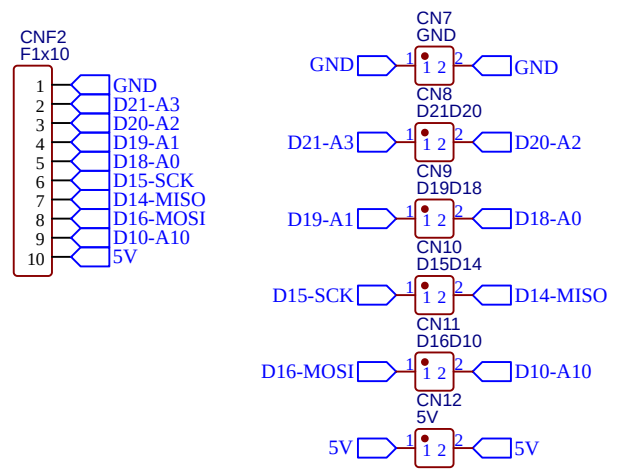 CNF2
F1x10
1 GND
2 D21-A3
3 D20-A2
4 D19-A1
5 D18-A0
6 D15-SCK
7 D14-MISO
8 D16-MOSI
9 D10-A10
10 5V
CN7
GND
GND 1 1 2 2 GND
CN8
D21D20
D21-A3 1 1 2 2 D20-A2
CN9
D19D18
D19-A1 1 1 2 2 D18-A0
CN10
D15D14
D15-SCK 1 1 2 2 D14-MISO
CN11
D16D10
D16-MOSI 1 1 2 2 D10-A10
CN12
5V
5V 1 1 2 2 5V